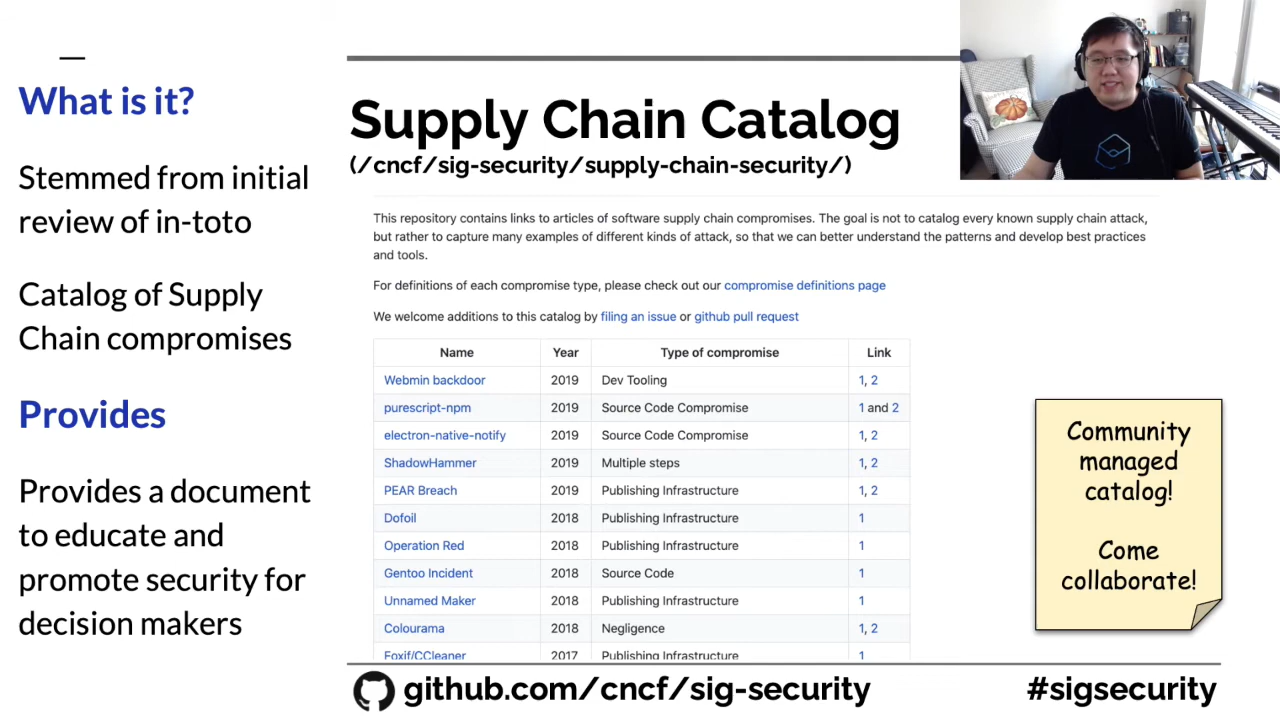 What is it?
Stemmed from initial
review of in-toto
Catalog of Supply
Chain compromises
Provides
Provides a document
to educate and
promote security for
decision makers
Supply Chain Catalog
(/cncf/sig-security/supply-chain-security/)
This repository contains links to articles of software supply chain compromises. The goal is not to catalog every known supply chain attack,
but rather to capture many examples of different kinds of attack, so that we can better understand the patterns and develop best practices
and tools.
For definitions of each compromise type, please check out our compromise definitions page
We welcome additions to this catalog by filing an issue or github pull request
Name Year Type of compromise Link
Webmin backdoor 2019 Dev Tooling 1, 2
purescript-npm 2019 Source Code Compromise 1 and 2
electron-native-notify 2019 Source Code Compromise 1, 2
ShadowHammer 2019 Multiple steps 1, 2
PEAR Breach 2019 Publishing Infrastructure 1, 2
Dofoil 2018 Publishing Infrastructure 1
Operation Red 2018 Publishing Infrastructure 1
Gentoo Incident 2018 Source Code 1
Unnamed Maker 2018 Publishing Infrastructure 1
Colourama 2018 Negligence 1, 2
Foxif/CCleaner 2017 Publishing Infrastructure 1
Community
managed
catalog!
Come
collaborate!
github.com/cncf/sig-security
#sigsecurity